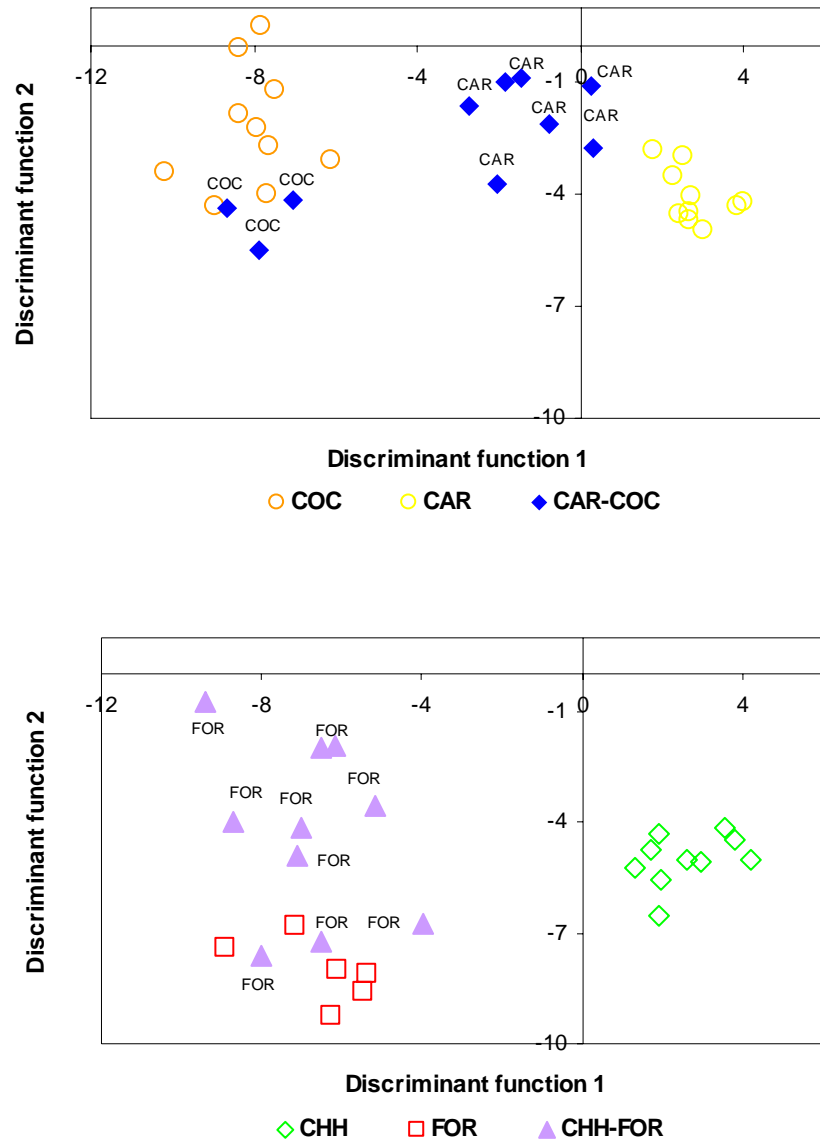 -12 -8 -4 0 4
CAR CAR
-1
CAR
CAR CAR
CAR
-4
COC COC
COC
-7
-10
Discriminant function 2
Discriminant function 1
COC CAR CAR-COC
-12 -8 -4 0 4
-1
FOR FOR
FOR FOR
FOR
-4
FOR
FOR FOR
-7
FOR
-10
Discriminant function 2
Discriminant function 1
CHH FOR CHH-FOR